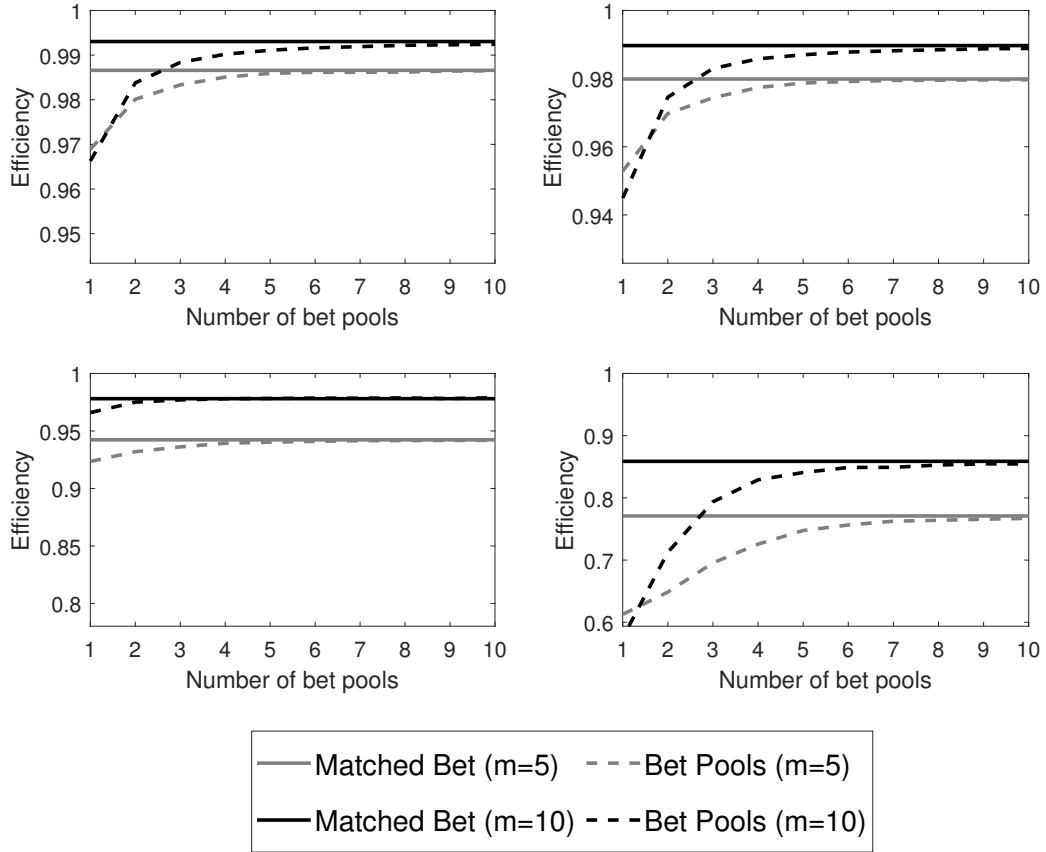 1
0.99
0.98
0.97
0.96
0.95
Efficiency
1 2 3 4 5 6 7 8 9 10
Number of bet pools
1
0.98
0.96
0.94
Efficiency
1 2 3 4 5 6 7 8 9 10
Number of bet pools
1
0.95
0.9
0.85
0.8
Efficiency
1 2 3 4 5 6 7 8 9 10
Number of bet pools
1
0.9
0.8
0.7
0.6
Efficiency
1 2 3 4 5 6 7 8 9 10
Number of bet pools
Matched Bet (m=5) Bet Pools (m=5)
Matched Bet (m=10) Bet Pools (m=10)